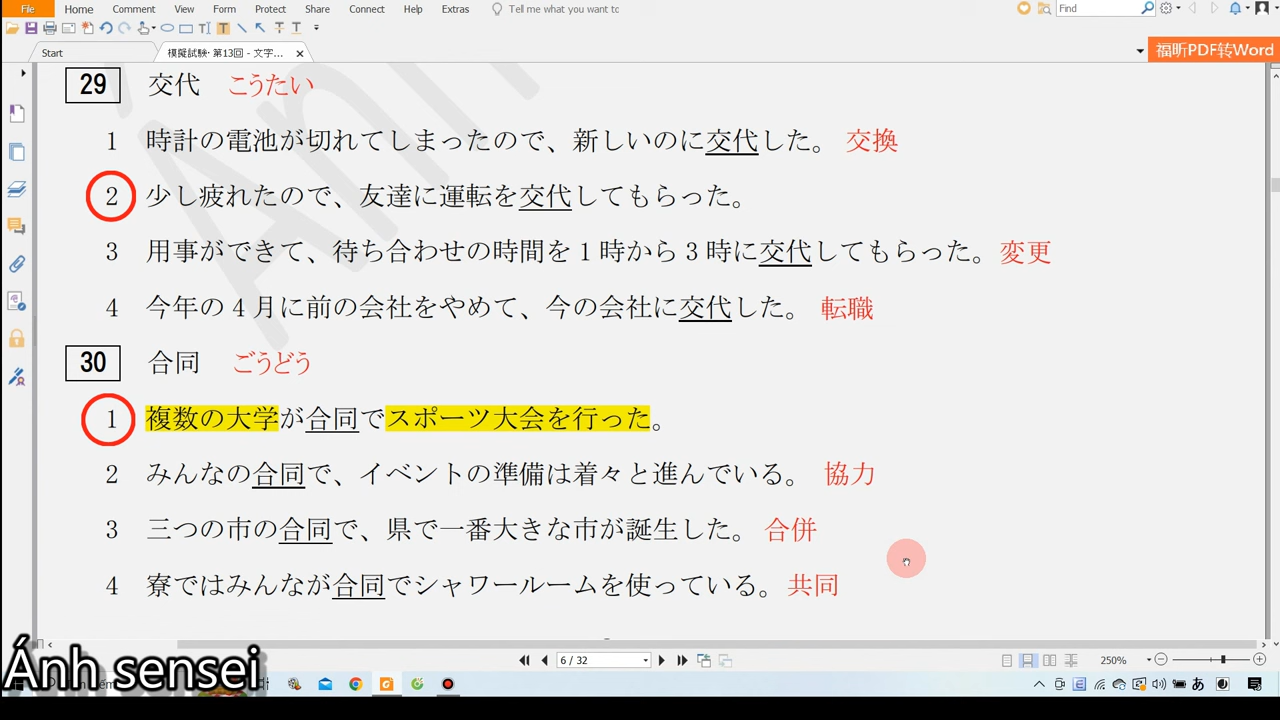 File Home Comment View Form Protect Share Connect Help Extras Tell me what you want to Find
Start 模擬試験· 第13回 - 文字...
福昕PDF转Word
29 交代 こうたい
1 時計の電池が切れてしまったので、新しいのに交代した。 交換
2 少し疲れたので、友達に運転を交代してもらった。
3 用事ができて、待ち合わせの時間を1時から3時に交代してもらった。 変更
4 今年の4月に前の会社をやめて、今の会社に交代した。 転職
30 合同 ごうどう
1 複数の大学が合同でスポーツ大会を行った。
2 みんなの合同で、イベントの準備は着々と進んでいる。 協力
3 三つの市の合同で、県で一番大きな市が誕生した。 合併
4 寮ではみんなが合同でシャワールームを使っている。 共同
6 / 32 250%
Ánh sensei